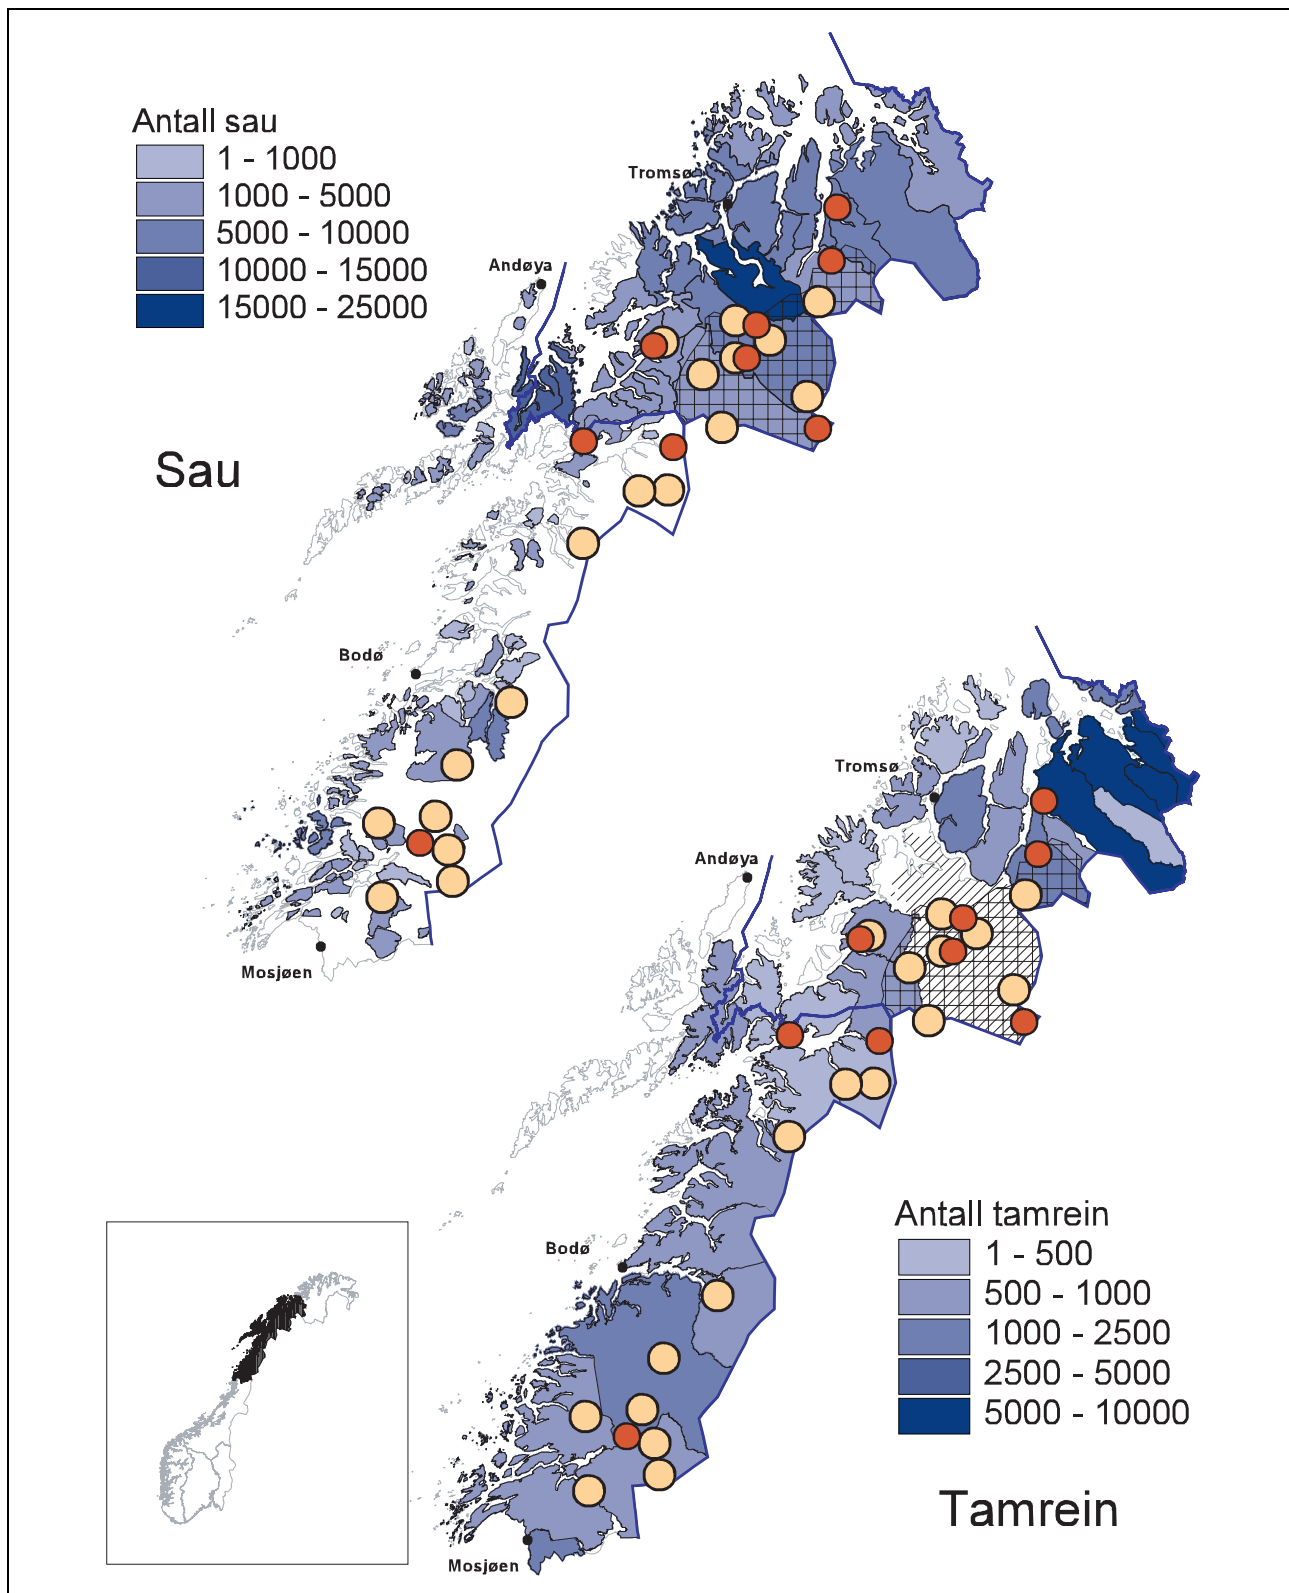 Antall sau
1 - 1000
1000 - 5000
5000 - 10000
10000 - 15000
15000 - 25000
Tromsø
Andøya
Sau
Bodø
Mosjøen
Tromsø
Andøya
Bodø
Mosjøen
Antall tamrein
1 - 500
500 - 1000
1000 - 2500
2500 - 5000
5000 - 10000
Tamrein